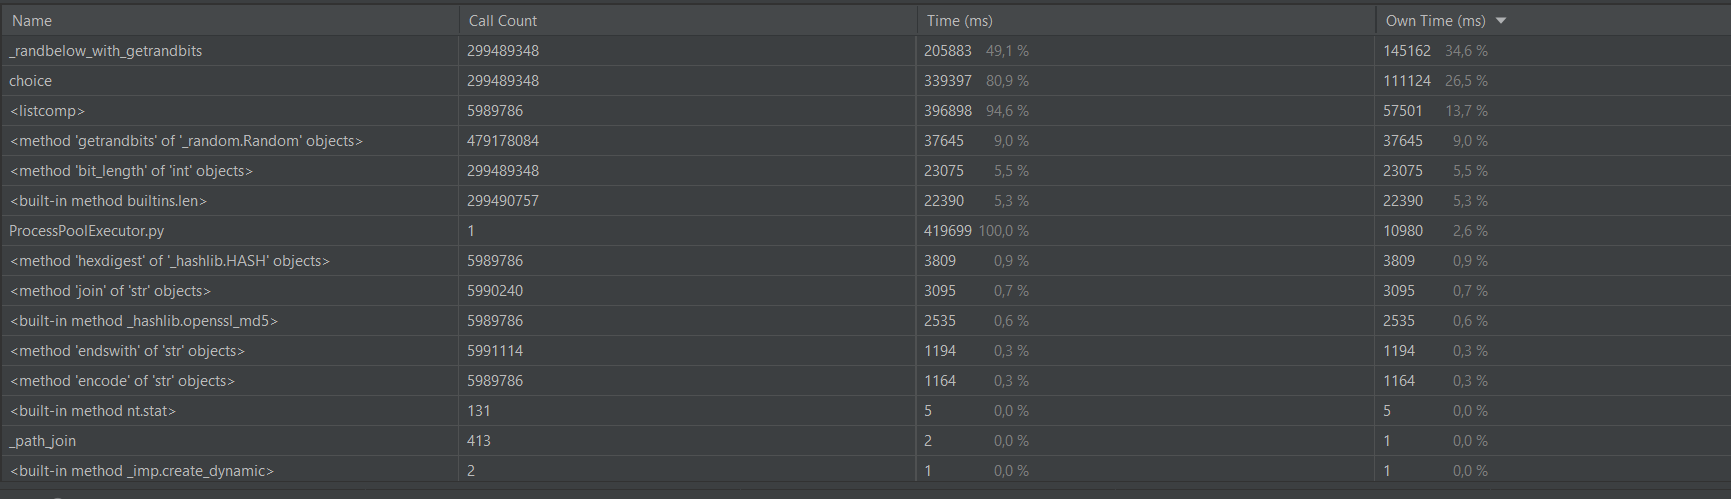 Name Call Count Time (ms) Own Time (ms)
_randbelow_with_getrandbits 299489348 205883 49,1 % 145162 34,6 %
choice 299489348 339397 80,9 % 111124 26,5 %
<listcomp> 5989786 396898 94,6 % 57501 13,7 %
<method 'getrandbits' of '_random.Random' objects> 479178084 37645 9,0 % 37645 9,0 %
<method 'bit_length' of 'int' objects> 299489348 23075 5,5 % 23075 5,5 %
<built-in method builtins.len> 299490757 22390 5,3 % 22390 5,3 %
ProcessPoolExecutor.py 1 419699 100,0 % 10980 2,6 %
<method 'hexdigest' of '_hashlib.HASH' objects> 5989786 3809 0,9 % 3809 0,9 %
<method 'join' of 'str' objects> 5990240 3095 0,7 % 3095 0,7 %
<built-in method _hashlib.openssl_md5> 5989786 2535 0,6 % 2535 0,6 %
<method 'endswith' of 'str' objects> 5991114 1194 0,3 % 1194 0,3 %
<method 'encode' of 'str' objects> 5989786 1164 0,3 % 1164 0,3 %
<built-in method nt.stat> 131 5 0,0 % 5 0,0 %
_path_join 413 2 0,0 % 1 0,0 %
<built-in method _imp.create_dynamic> 2 1 0,0 % 1 0,0 %